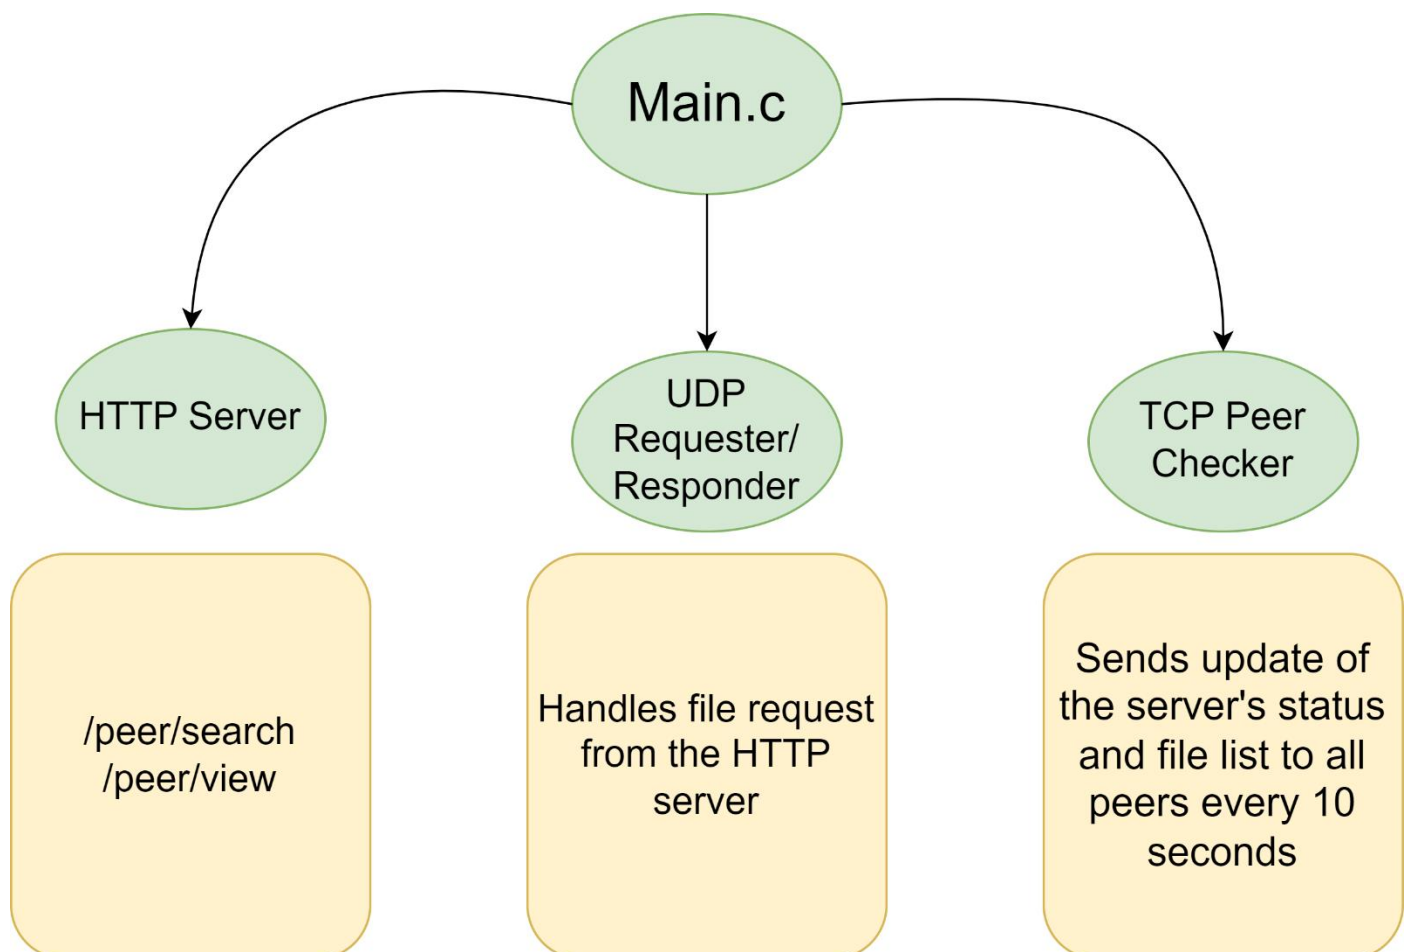 Main.c
HTTP Server
UDP
Requester/
Responder
TCP Peer
Checker
/peer/search
/peer/view
Handles file request
from the HTTP
server
Sends update of
the server's status
and file list to all
peers every 10
seconds